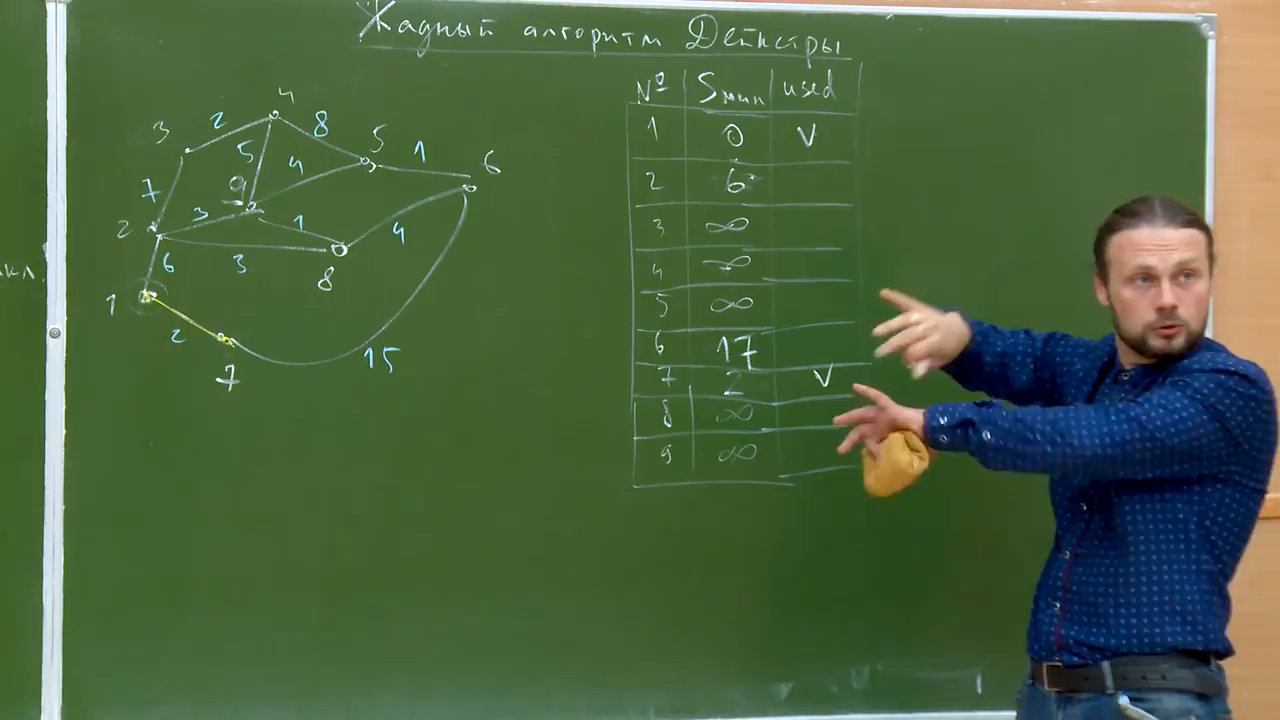 Жадный алгоритм Дейкстры
№ Sмин used
1 0 V
2 6
3 ∞
4 ∞
5 ∞
6 17
7 2 V
8 ∞
9 ∞
4
3 2 8 5 1 6
5 4
7 9
2 3 1 4
6 3 8
1
2
7 15
кл.